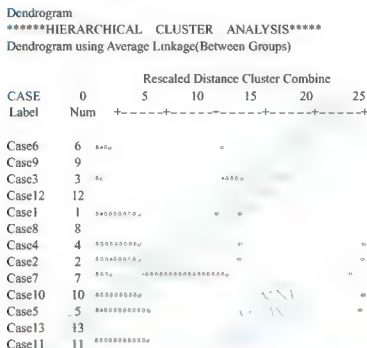 Dendrogram
******HIERARCHICAL CLUSTER ANALYSIS*****
Dendrogram using Average Linkage(Between Groups)
Rescaled Distance Cluster Combine
CASE 0 5 10 15 20 25
Label Num +---------+---------+---------+---------+---------+
Case6 6
Case9 9
Case3 3
Case12 12
Case1 1
Case8 8
Case4 4
Case2 2
Case7 7
Case10 10
Case5 5
Case13 13
Case11 11